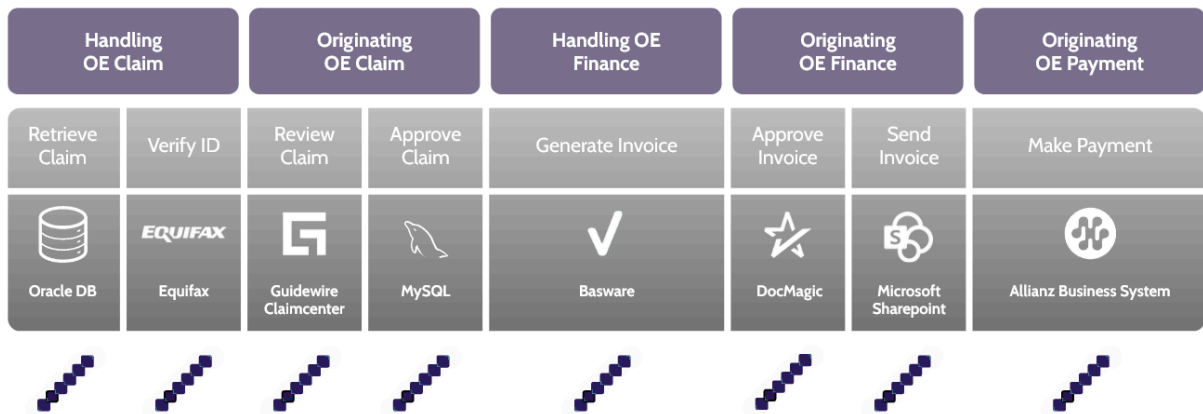 Handling
OE Claim
Originating
OE Claim
Handling OE
Finance
Originating
OE Finance
Originating
OE Payment
Retrieve
Claim
Verify ID
Review
Claim
Approve
Claim
Generate Invoice
Approve
Invoice
Send
Invoice
Make Payment
EQUIFAX
S
Oracle DB
Equifax
Guidewire
Claimcenter
MySQL
Basware
DocMagic
Microsoft
Sharepoint
Allianz Business System